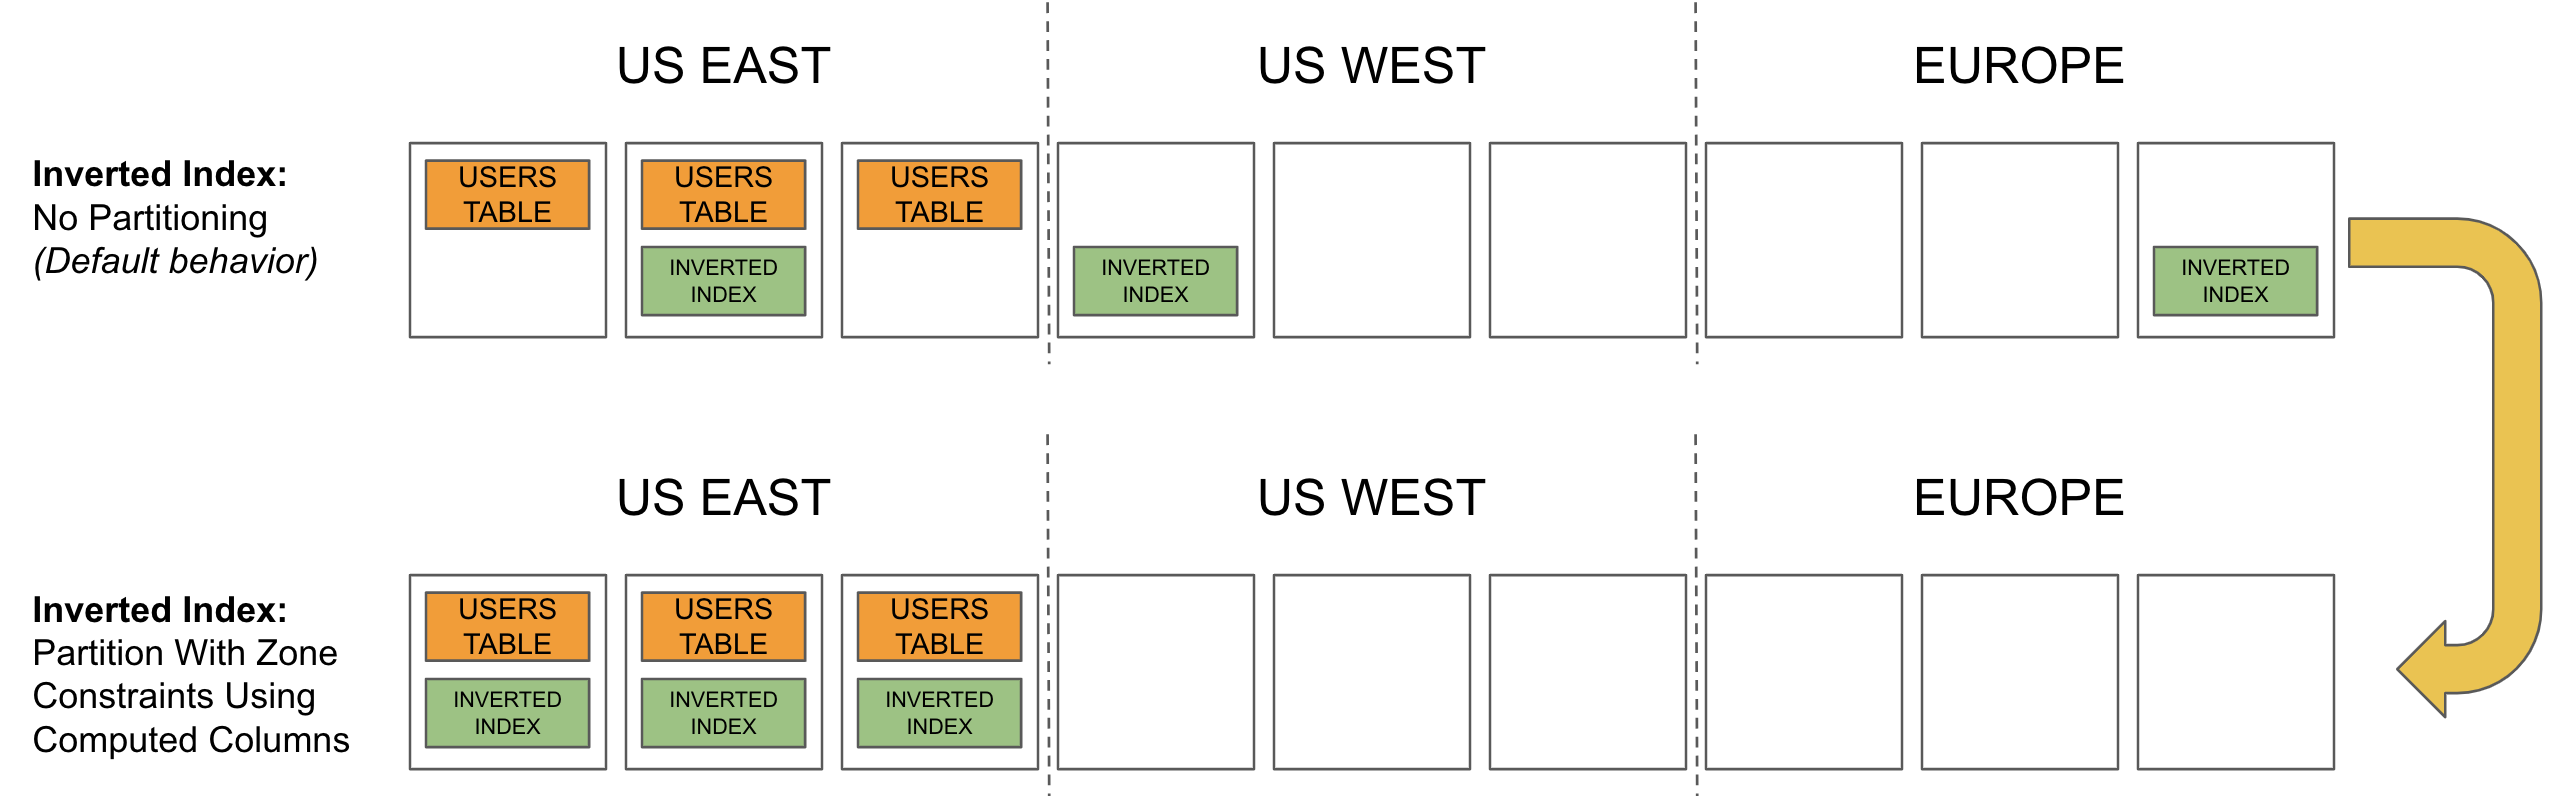 US EAST
US WEST
EUROPE
Inverted Index:
No Partitioning
(Default behavior)
USERS
TABLE
USERS
TABLE
INVERTED
INDEX
USERS
TABLE
INVERTED
INDEX
INVERTED
INDEX
US EAST
US WEST
EUROPE
Inverted Index:
Partition With Zone
Constraints Using
Computed Columns
USERS
TABLE
INVERTED
INDEX
USERS
TABLE
INVERTED
INDEX
USERS
TABLE
INVERTED
INDEX